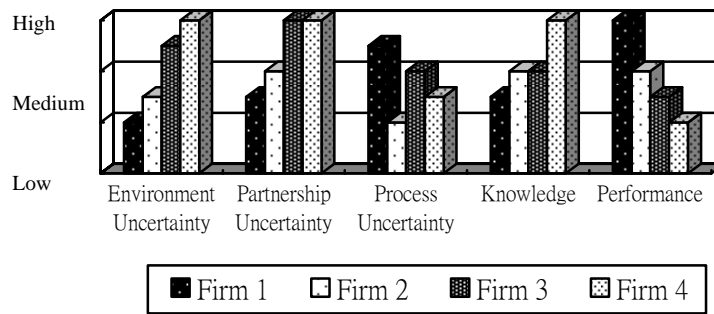 High
Medium
Low
Environment Partnership Process Knowledge Performance
Uncertainty Uncertainty Uncertainty
Firm 1 Firm 2 Firm 3 Firm 4